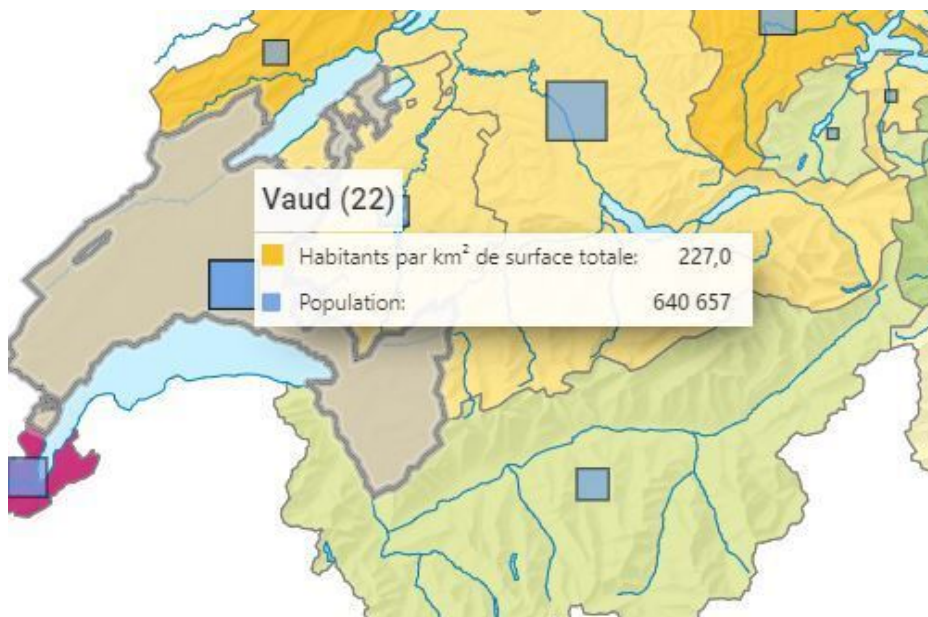 Vaud (22)
Habitants par km² de surface totale: 227,0
Population: 640 657